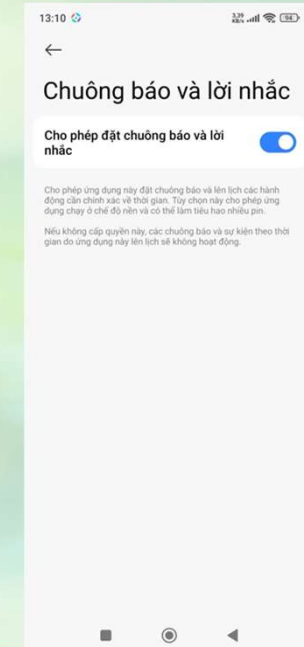 13:10
3,39
KB/s
94
Chuông báo và lời nhắc
Cho phép đặt chuông báo và lời
nhắc
Cho phép ứng dụng này đặt chuông báo và lên lịch các hành
động cần chính xác về thời gian. Tùy chọn này cho phép ứng
dụng chạy ở chế độ nền và có thể làm tiêu hao nhiều pin.
Nếu không cấp quyền này, các chuông báo và sự kiện theo thời
gian do ứng dụng này lên lịch sẽ không hoạt động.